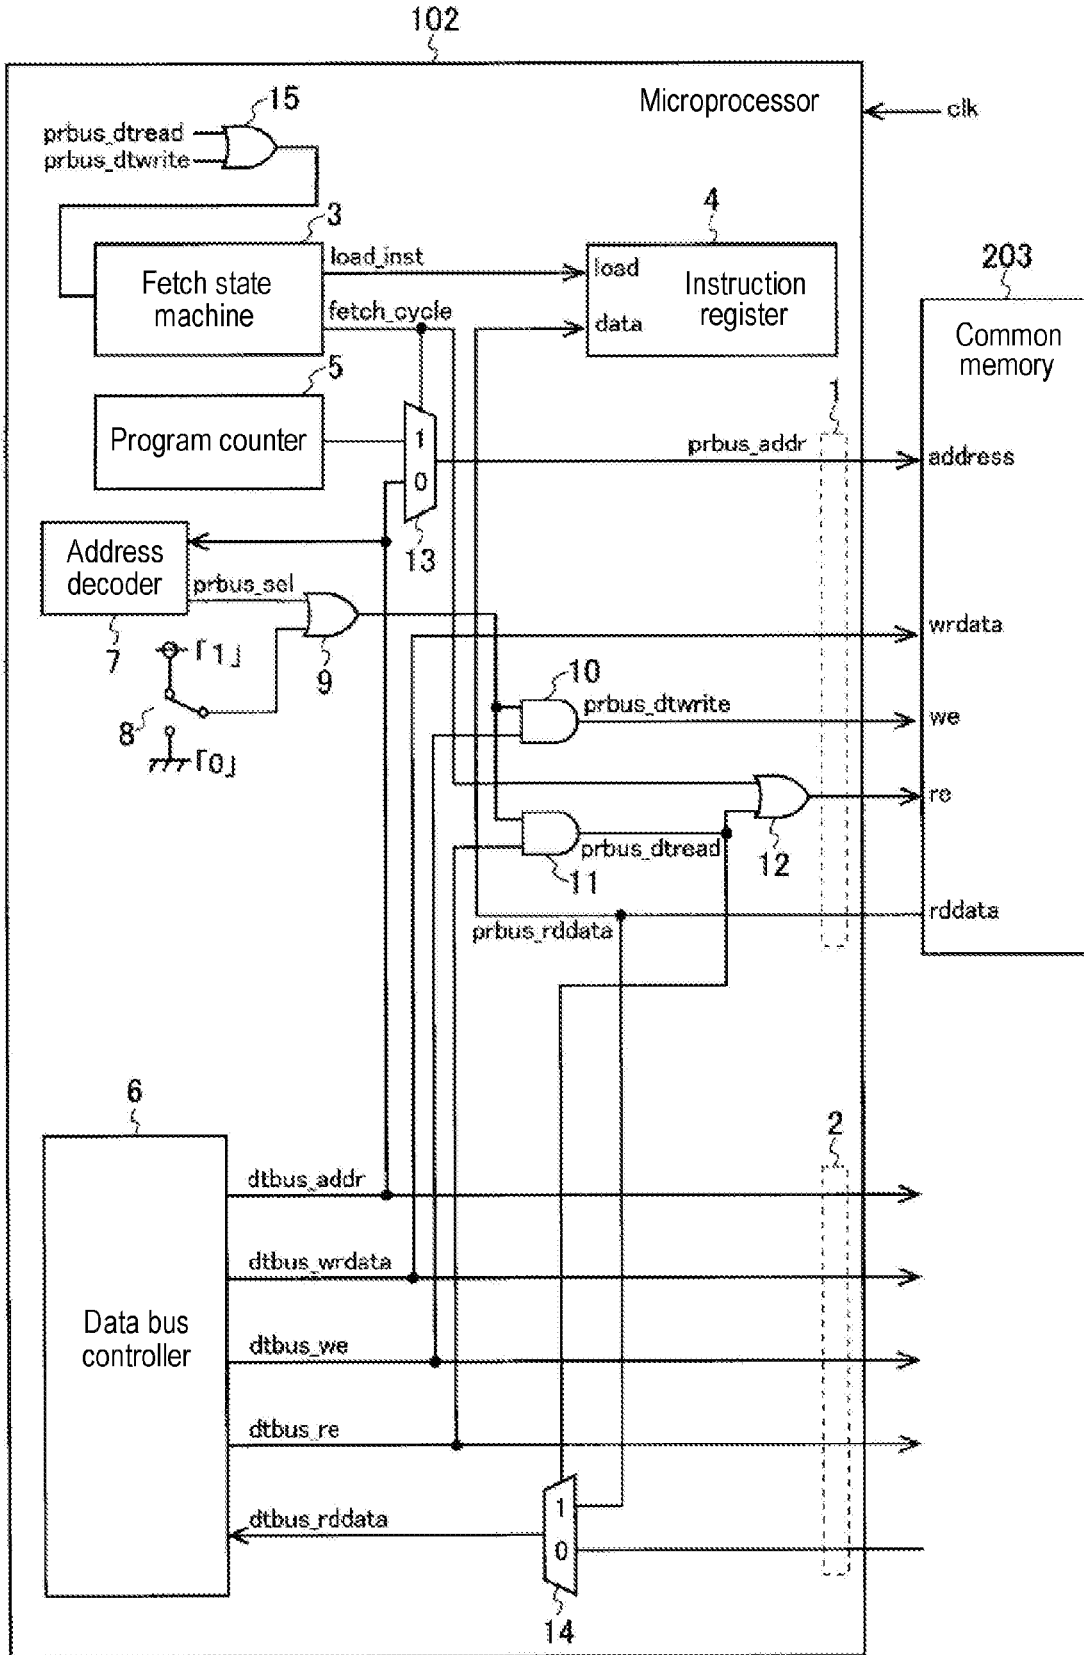 102
Microprocessor
clk
15
prbus_dtread
prbus_dtwrite
3
Fetch state
machine
load_inst
fetch_cycle
4
load
data
Instruction
register
203
Common
memory
5
Program counter
1
0
13
prbus_addr
1
address
Address
decoder
7
prbus_sel
9
「1」
8
「0」
wrdata
10
prbus_dtwrite
we
re
12
prbus_dtread
11
prbus_rddata
rddata
6
Data bus
controller
2
dtbus_addr
dtbus_wrdata
dtbus_we
dtbus_re
dtbus_rddata
1
0
14